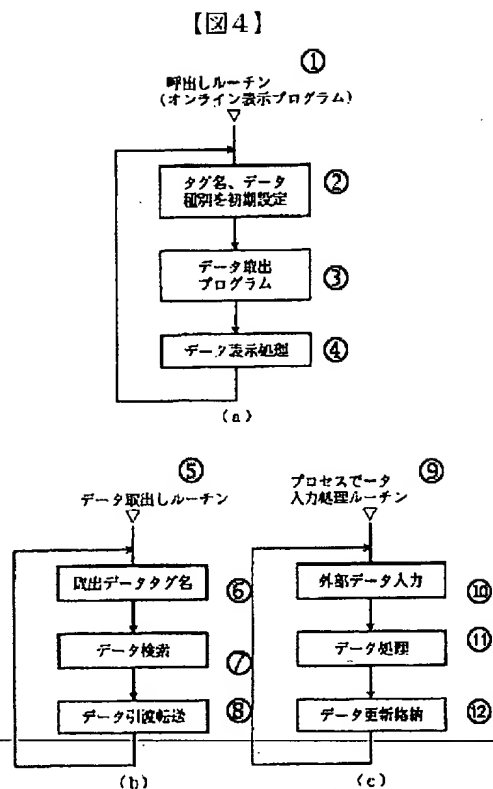 【図4】
①
呼出しルーチン
(オンライン表示プログラム)
タグ名、データ
種別を初期設定
②
データ取出
プログラム
③
データ表示処理
④
(a)
⑤
データ取出しルーチン
取出データタグ名
⑥
データ検索
⑦
データ引渡転送
⑧
(b)
⑨
プロセスでータ
入力処理ルーチン
外部データ入力
⑩
データ処理
⑪
データ更新格納
⑫
(c)